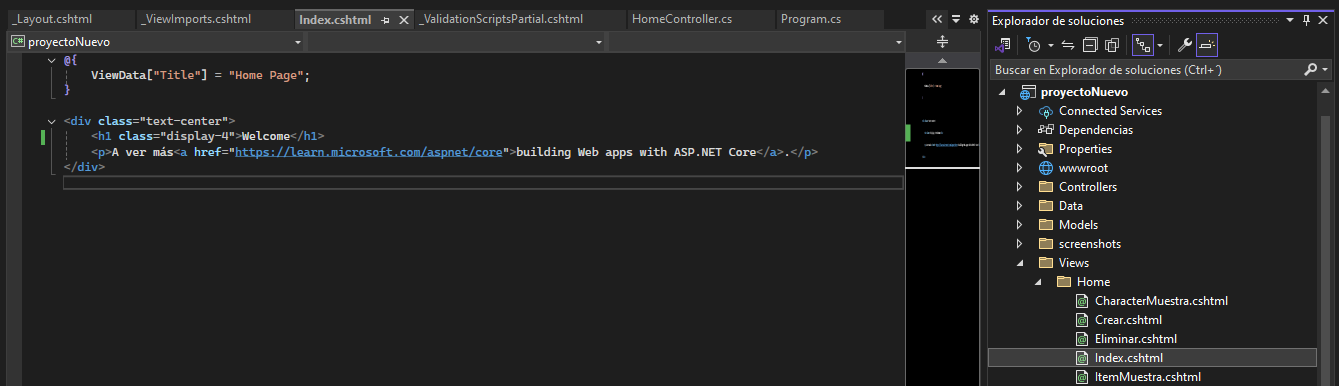 _Layout.cshtml
_ViewImports.cshtml
Index.cshtml
_ValidationScriptsPartial.cshtml
HomeController.cs
Program.cs
C# proyectoNuevo
@{
ViewData["Title"] = "Home Page";
}
<div class="text-center">
<h1 class="display-4">Welcome</h1>
<p>A ver más<a href="https://learn.microsoft.com/aspnet/core">building Web apps with ASP.NET Core</a>.</p>
</div>
Explorador de soluciones
Buscar en Explorador de soluciones (Ctrl+´)
proyectoNuevo
Connected Services
Dependencias
Properties
wwwroot
Controllers
Data
Models
screenshots
Views
Home
CharacterMuestra.cshtml
Crear.cshtml
Eliminar.cshtml
Index.cshtml
ItemMuestra.cshtml